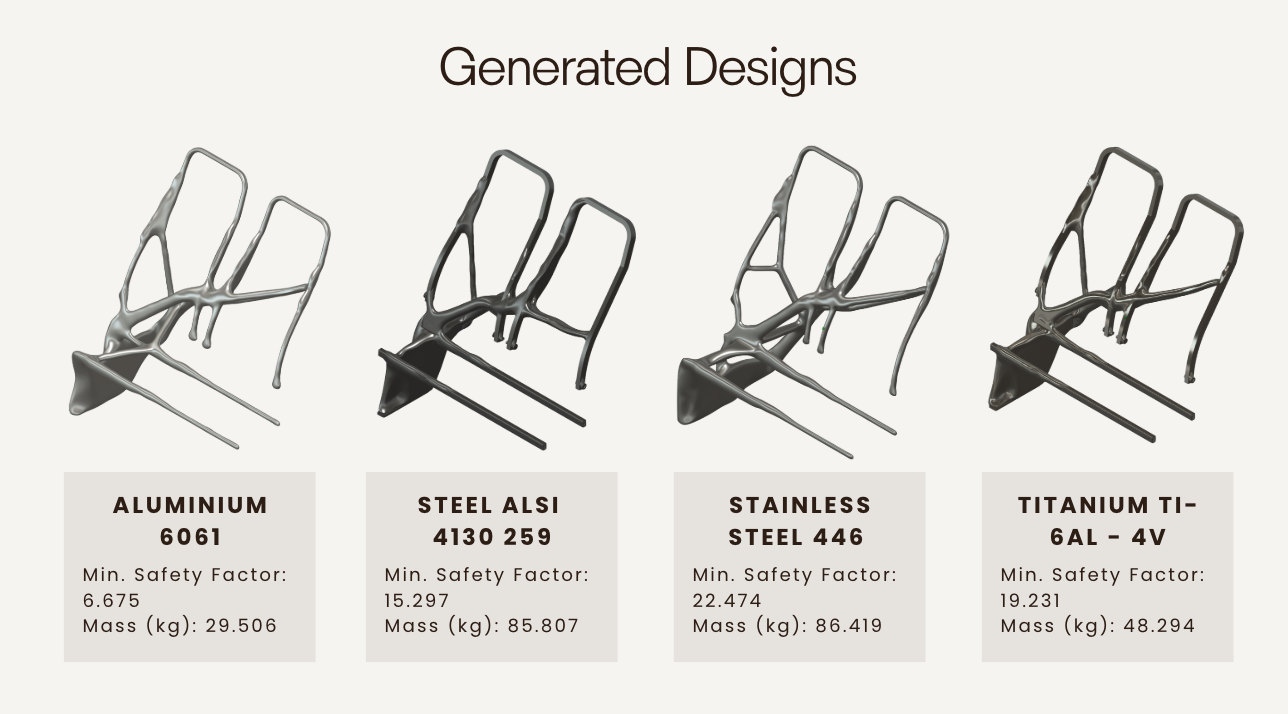 Generated Designs
ALUMINIUM
6061
Min. Safety Factor:
6.675
Mass (kg): 29.506
STEEL ALSI
4130 259
Min. Safety Factor:
15.297
Mass (kg): 85.807
STAINLESS
STEEL 446
Min. Safety Factor:
22.474
Mass (kg): 86.419
TITANIUM TI-
6AL - 4V
Min. Safety Factor:
19.231
Mass (kg): 48.294